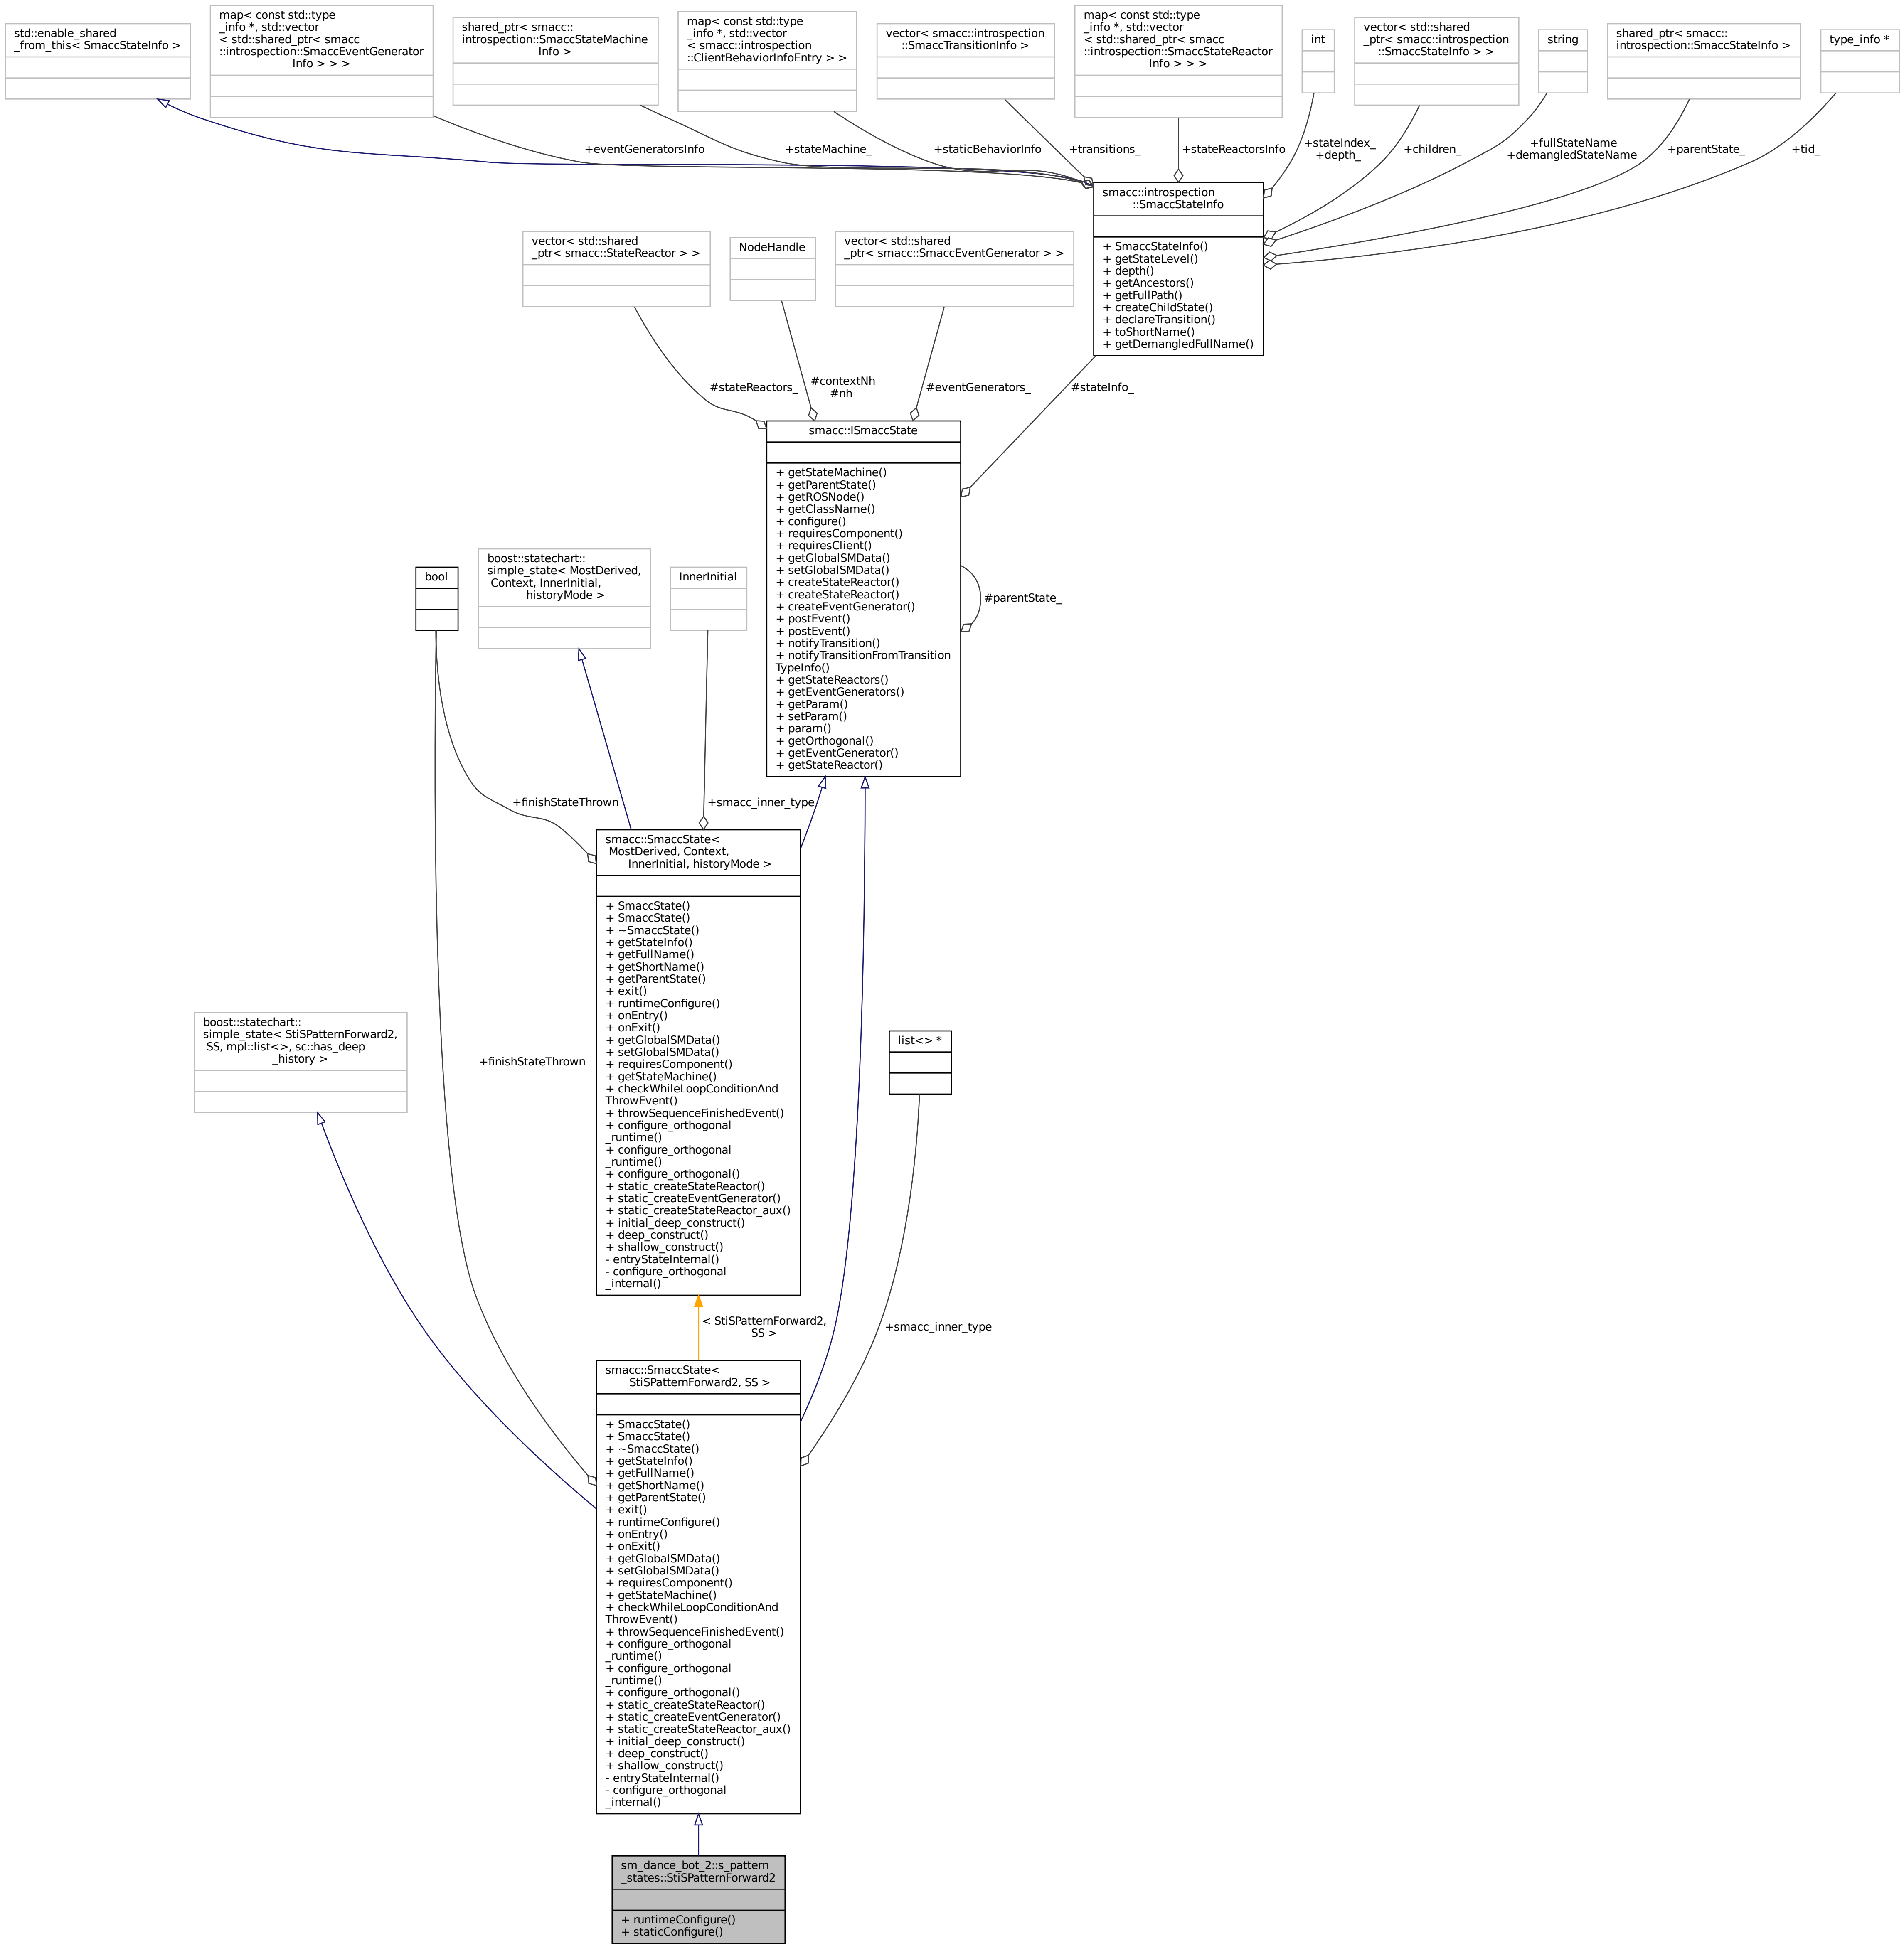 std::enable_shared
_from_this< SmaccStateInfo >
map< const std::type
_info *, std::vector
< std::shared_ptr< smacc
::introspection::SmaccEventGenerator
Info > > >
shared_ptr< smacc::
introspection::SmaccStateMachine
Info >
map< const std::type
_info *, std::vector
< smacc::introspection
::ClientBehaviorInfoEntry > >
vector< smacc::introspection
::SmaccTransitionInfo >
map< const std::type
_info *, std::vector
< std::shared_ptr< smacc
::introspection::SmaccStateReactor
Info > > >
int
vector< std::shared
_ptr< smacc::introspection
::SmaccStateInfo > >
string
shared_ptr< smacc::
introspection::SmaccStateInfo >
type_info *
+eventGeneratorsInfo
+stateMachine_
+staticBehaviorInfo
+transitions_
+stateReactorsInfo
+stateIndex_
+depth_
+children_
+fullStateName
+demangledStateName
+parentState_
+tid_
smacc::introspection
::SmaccStateInfo
+ SmaccStateInfo()
+ getStateLevel()
+ depth()
+ getAncestors()
+ getFullPath()
+ createChildState()
+ declareTransition()
+ toShortName()
+ getDemangledFullName()
vector< std::shared
_ptr< smacc::StateReactor > >
NodeHandle
vector< std::shared
_ptr< smacc::SmaccEventGenerator > >
#stateReactors_
#contextNh
#nh
#eventGenerators_
#stateInfo_
smacc::ISmaccState
+ getStateMachine()
+ getParentState()
+ getROSNode()
+ getClassName()
+ configure()
+ requiresComponent()
+ requiresClient()
+ getGlobalSMData()
+ setGlobalSMData()
+ createStateReactor()
+ createStateReactor()
+ createEventGenerator()
+ postEvent()
+ postEvent()
+ notifyTransition()
+ notifyTransitionFromTransition
TypeInfo()
+ getStateReactors()
+ getEventGenerators()
+ getParam()
+ setParam()
+ param()
+ getOrthogonal()
+ getEventGenerator()
+ getStateReactor()
#parentState_
bool
boost::statechart::
simple_state< MostDerived,
Context, InnerInitial,
historyMode >
InnerInitial
+finishStateThrown
+smacc_inner_type
smacc::SmaccState<
MostDerived, Context,
InnerInitial, historyMode >
+ SmaccState()
+ SmaccState()
+ ~SmaccState()
+ getStateInfo()
+ getFullName()
+ getShortName()
+ getParentState()
+ exit()
+ runtimeConfigure()
+ onEntry()
+ onExit()
+ getGlobalSMData()
+ setGlobalSMData()
+ requiresComponent()
+ getStateMachine()
+ checkWhileLoopConditionAnd
ThrowEvent()
+ throwSequenceFinishedEvent()
+ configure_orthogonal
_runtime()
+ configure_orthogonal
_runtime()
+ configure_orthogonal()
+ static_createStateReactor()
+ static_createEventGenerator()
+ static_createStateReactor_aux()
+ initial_deep_construct()
+ deep_construct()
+ shallow_construct()
- entryStateInternal()
- configure_orthogonal
_internal()
boost::statechart::
simple_state< StiSPatternForward2,
SS, mpl::list<>, sc::has_deep
_history >
+finishStateThrown
list<> *
< StiSPatternForward2,
SS >
+smacc_inner_type
smacc::SmaccState<
StiSPatternForward2, SS >
+ SmaccState()
+ SmaccState()
+ ~SmaccState()
+ getStateInfo()
+ getFullName()
+ getShortName()
+ getParentState()
+ exit()
+ runtimeConfigure()
+ onEntry()
+ onExit()
+ getGlobalSMData()
+ setGlobalSMData()
+ requiresComponent()
+ getStateMachine()
+ checkWhileLoopConditionAnd
ThrowEvent()
+ throwSequenceFinishedEvent()
+ configure_orthogonal
_runtime()
+ configure_orthogonal
_runtime()
+ configure_orthogonal()
+ static_createStateReactor()
+ static_createEventGenerator()
+ static_createStateReactor_aux()
+ initial_deep_construct()
+ deep_construct()
+ shallow_construct()
- entryStateInternal()
- configure_orthogonal
_internal()
sm_dance_bot_2::s_pattern
_states::StiSPatternForward2
+ runtimeConfigure()
+ staticConfigure()